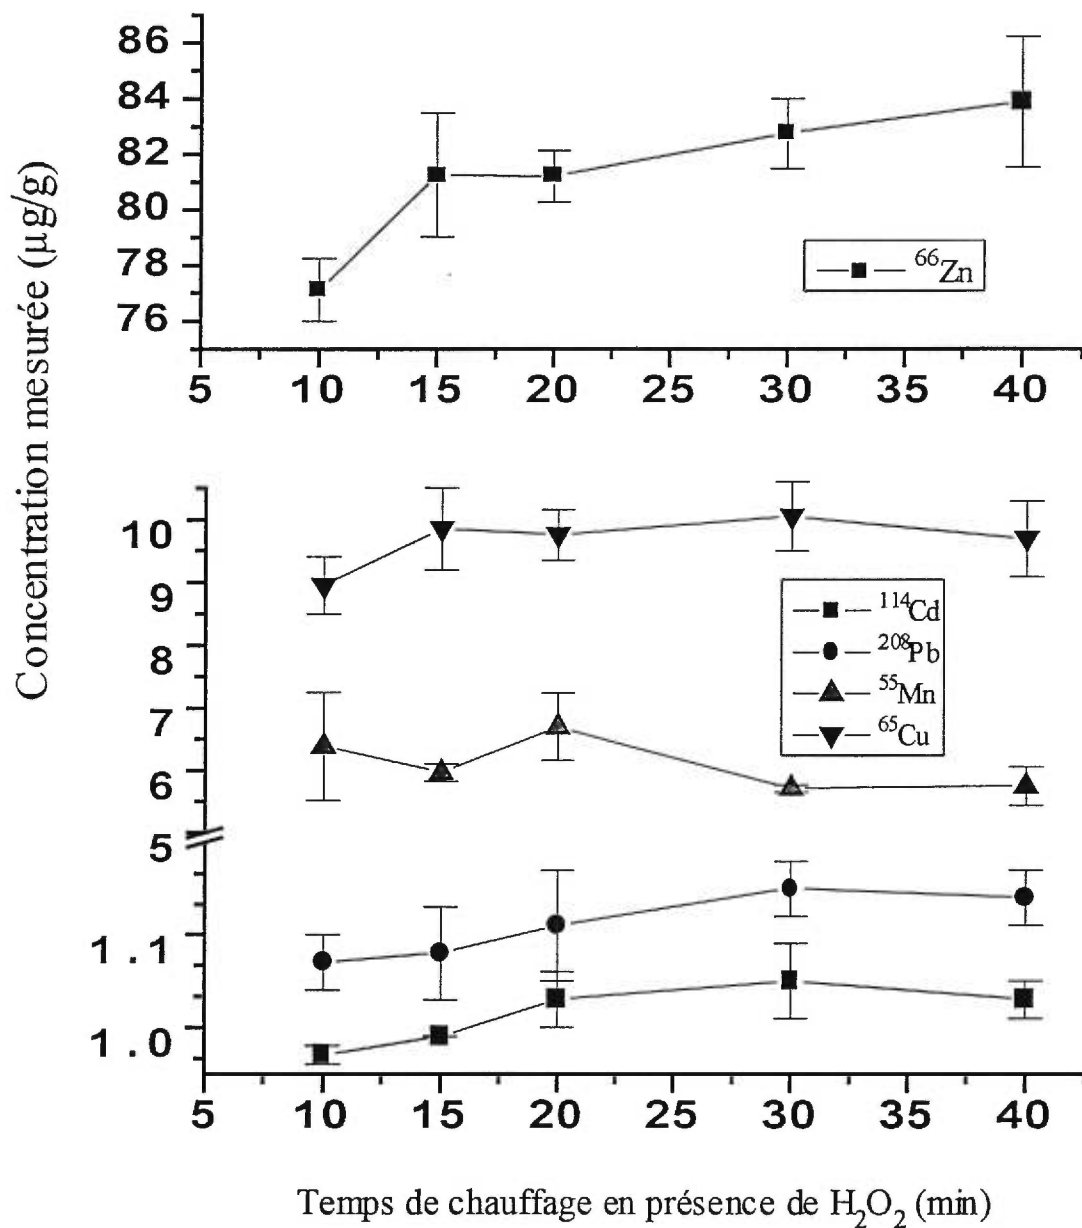 Concentration mesurée (µg/g)
86
84
82
80
78
76
⁶⁶Zn
5 10 15 20 25 30 35 40
10
9
8
7
6
5
1.1
1.0
¹¹⁴Cd
²⁰⁸Pb
⁵⁵Mn
⁶⁵Cu
5 10 15 20 25 30 35 40
Temps de chauffage en présence de H₂O₂ (min)